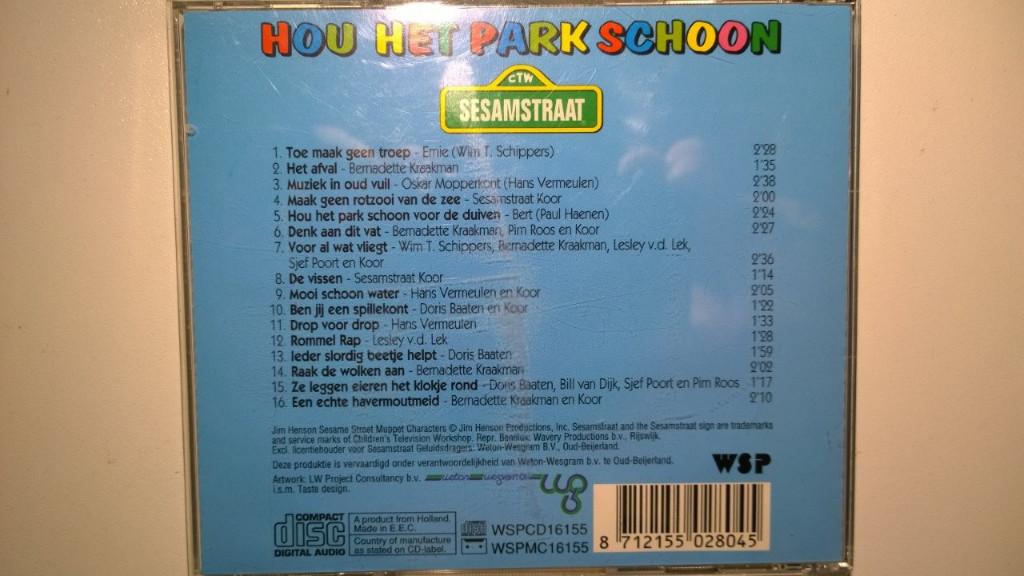 HOU HET PARK SCHOON
CTW
SESAMSTRAAT
1. Toe maak geen troep - Ernie (Wim T. Schippers) 2'28
2. Het afval - Bernadette Kraakman 1'35
3. Muziek in oud vuil - Oskar Mopperkont (Hans Vermeulen) 2'38
4. Maak geen rotzooi van de zee - Sesamstraat Koor 2'00
5. Hou het park schoon voor de duiven - Bert (Paul Haenen) 2'24
6. Denk aan dit vat - Bernadette Kraakman, Pim Roos en Koor 2'27
7. Voor al wat vliegt - Wim T. Schippers, Bernadette Kraakman, Lesley v.d. Lek,
Sjef Poort en Koor 2'36
8. De vissen - Sesamstraat Koor 1'14
9. Mooi schoon water - Hans Vermeulen en Koor 2'05
10. Ben jij een spillekont - Doris Baaten en Koor 1'22
11. Drop voor drop - Hans Vermeulen 1'33
12. Rommel Rap - Lesley v.d. Lek 1'28
13. Ieder slordig beetje helpt - Doris Baaten 1'59
14. Raak de wolken aan - Bernadette Kraakman 2'02
15. Ze leggen eieren het klokje rond - Doris Baaten, Bill van Dijk, Sjef Poort en Pim Roos 1'17
16. Een echte havermoutmeid - Bernadette Kraakman en Koor 2'10
Jim Henson Sesame Street Muppet Characters © Jim Henson Productions, Inc. Sesamstraat and the Sesamstraat sign are trademarks
and service marks of Children's Television Workshop. Repr. Benelux: Wavery Productions b.v., Rijswijk.
Excl. licentiehouder voor Sesamstraat Geluidsdragers: Weton-Wesgram B.V., Oud-Beijerland.
Deze produktie is vervaardigd onder verantwoordelijkheid van Weton-Wesgram b.v. te Oud-Beijerland.
WSP
Artwork: LW Project Consultancy b.v.
i.s.m. Taste design.
weton wesgram
COMPACT
disc
DIGITAL AUDIO
A product from Holland.
Made in E.E.C.
Country of manufacture
as stated on CD-label.
WSPCD16155
WSPMC16155
8 712155 028045